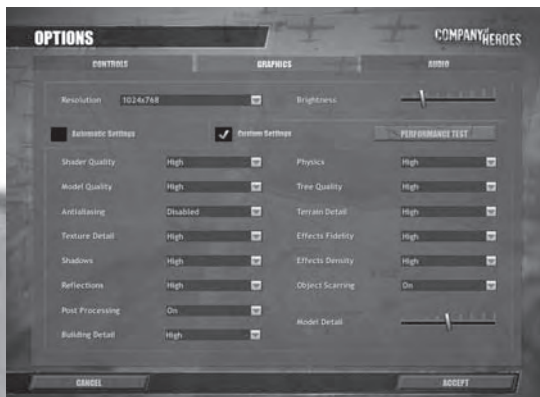 OPTIONS
COMPANY OF HEROES
CONTROLS GRAPHICS AUDIO
Resolution 1024x768 Brightness
Automatic Settings Custom Settings PERFORMANCE TEST
Shader Quality High Physics High
Model Quality High Tree Quality High
Antialiasing Disabled Terrain Detail High
Texture Detail High Effects Fidelity High
Shadows High Effects Density High
Reflections High Object Scarring On
Post Processing On Model Detail
Building Detail High
CANCEL ACCEPT